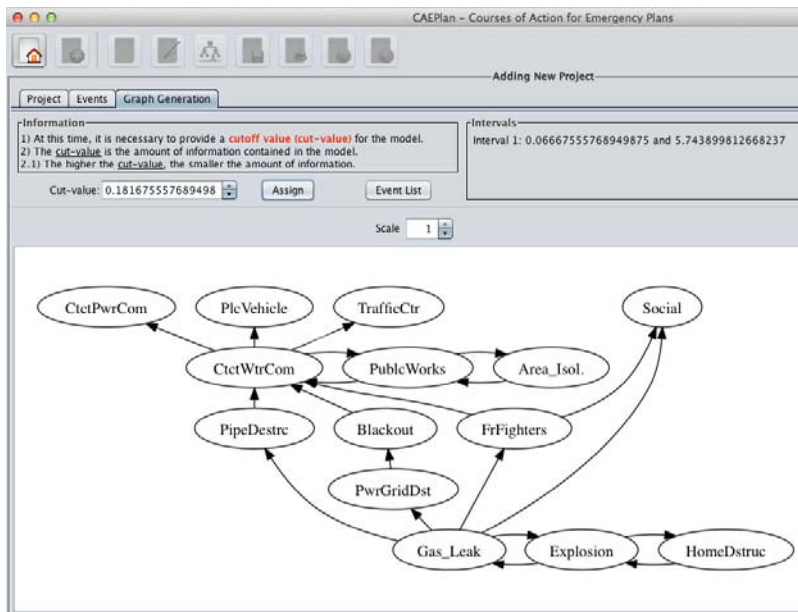 CAEPlan - Courses of Action for Emergency Plans
Adding New Project
Project Events Graph Generation
Information
1) At this time, it is necessary to provide a cutoff value (cut-value) for the model.
2) The cut-value is the amount of information contained in the model.
2.1) The higher the cut-value, the smaller the amount of information.
Intervals
Interval 1: 0.06667555768949875 and 5.743899812668237
Cut-value: 0.181675557689498 Assign Event List
Scale 1
CtctPwrCom PlcVehicle TrafficCtr Social
CtctWtrCom PublcWorks Area_Isol.
PipeDestrc Blackout FrFighters
PwrGridDst
Gas_Leak Explosion HomeDstruc